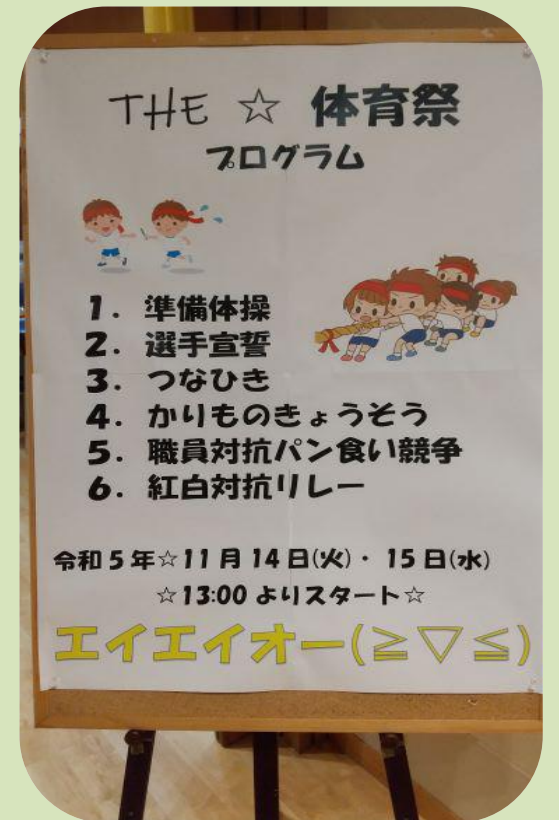 THE ☆ 体育祭
プログラム
1. 準備体操
2. 選手宣誓
3. つなひき
4. かりものきょうそう
5. 職員対抗パン食い競争
6. 紅白対抗リレー
令和5年☆11月14日(火)・15日(水)
☆13:00よりスタート☆
エイエイオー(≧▽≦)